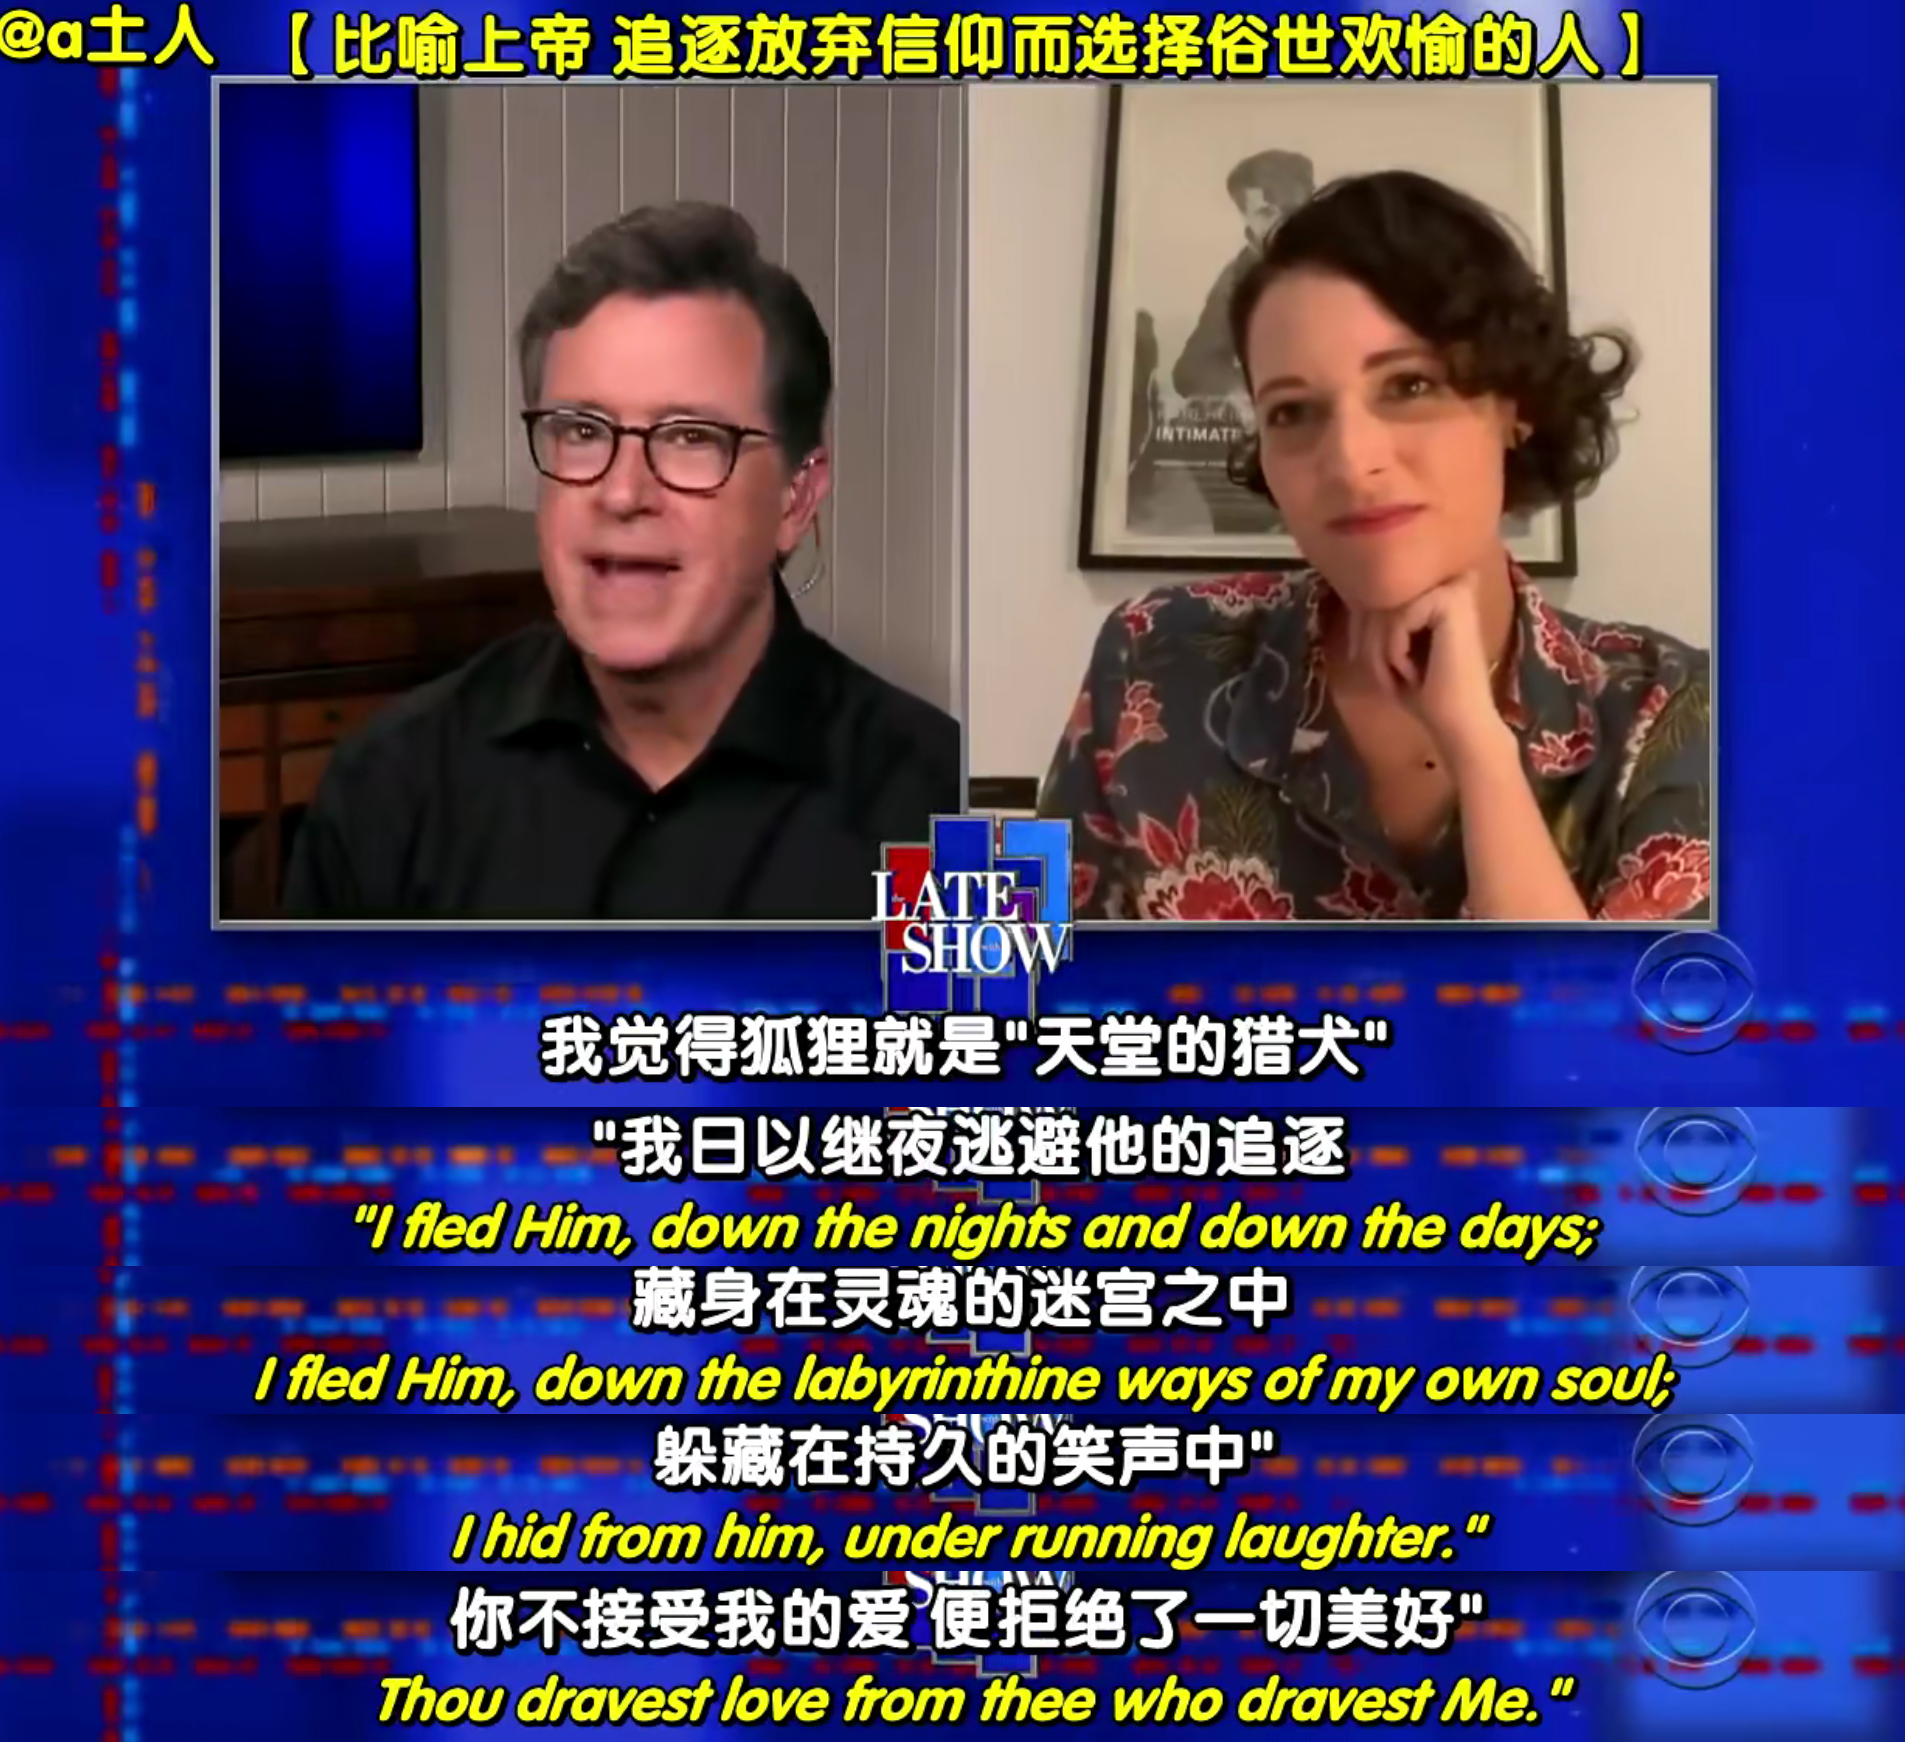 @a土人
【比喻上帝 追逐放弃信仰而选择俗世欢愉的人】
INTIMATE
the LATE
SHOW with
我觉得狐狸就是"天堂的猎犬"
"我日以继夜逃避他的追逐
"I fled Him, down the nights and down the days;
藏身在灵魂的迷宫之中
I fled Him, down the labyrinthine ways of my own soul;
躲藏在持久的笑声中"
I hid from him, under running laughter."
你不接受我的爱 便拒绝了一切美好"
Thou dravest love from thee who dravest Me."